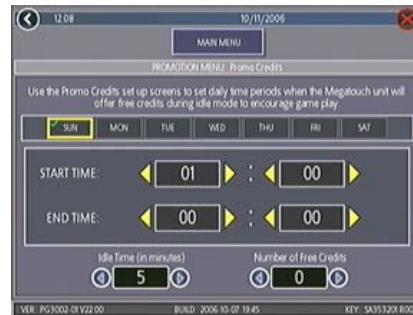 12:08 10/11/2006
MAIN MENU
PROMOTION MENU: Promo Credits
Use the Promo Credits set up screens to set daily time periods when the Megatouch unit will
offer free credits during idle mode to encourage game play.
SUN MON TUE WED THU FRI SAT
START TIME: 01 : 00
END TIME: 00 : 00
Idle Time (in minutes) Number of Free Credits
5 0
VER: PG3002-01 V22.00 BUILD: 2006-10-07 19:45 KEY: